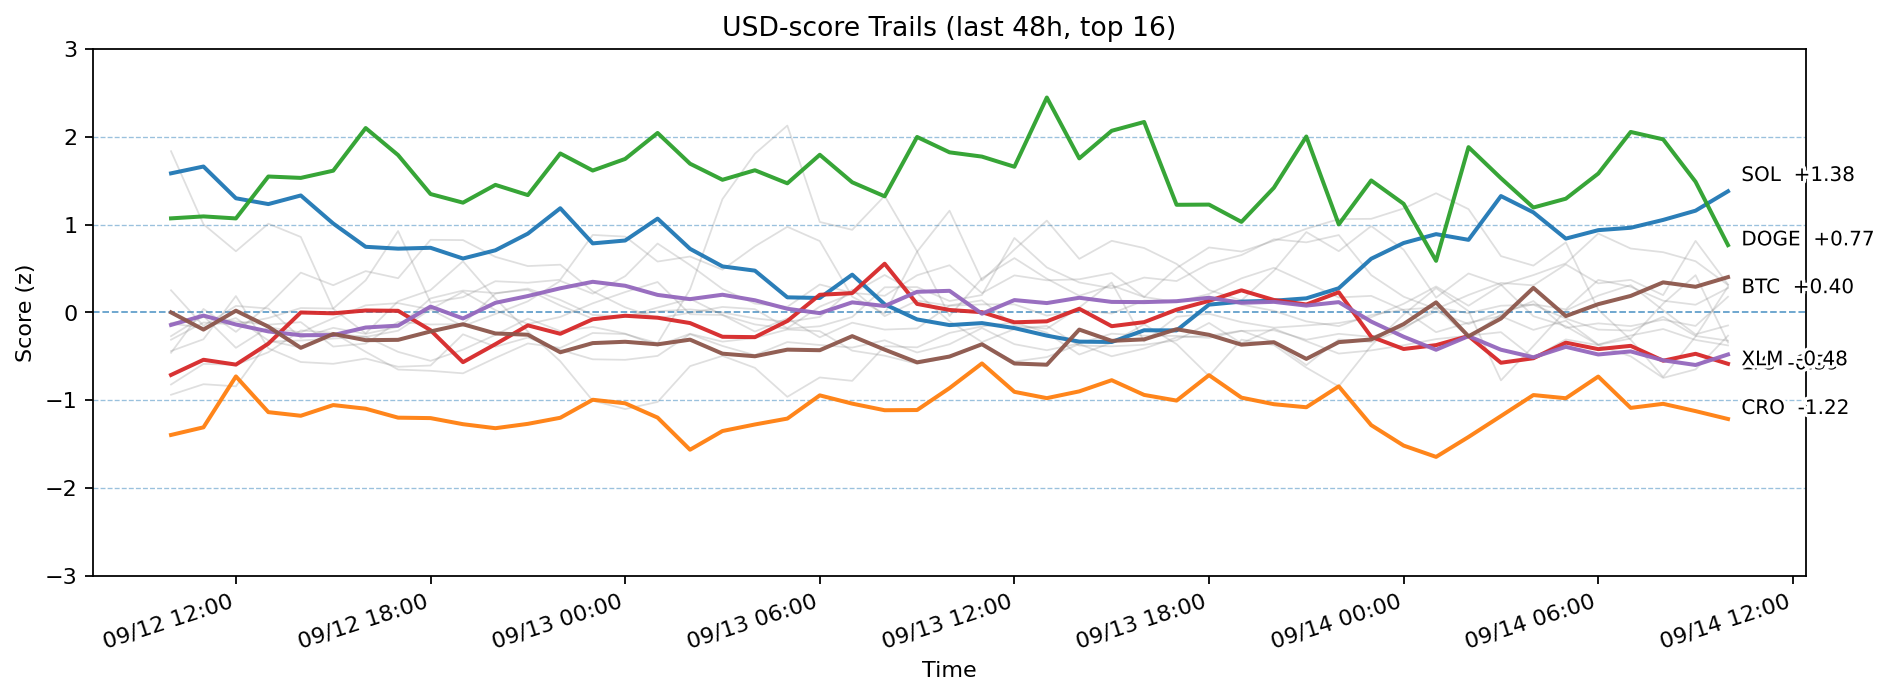 USD-score Trails (last 48h, top 16)
Score (z)
3
2
1
0
−1
−2
−3
SOL +1.38
DOGE +0.77
BTC +0.40
XLM -0.48
CRO -1.22
09/12 12:00
09/12 18:00
09/13 00:00
09/13 06:00
09/13 12:00
09/13 18:00
09/14 00:00
09/14 06:00
09/14 12:00
Time